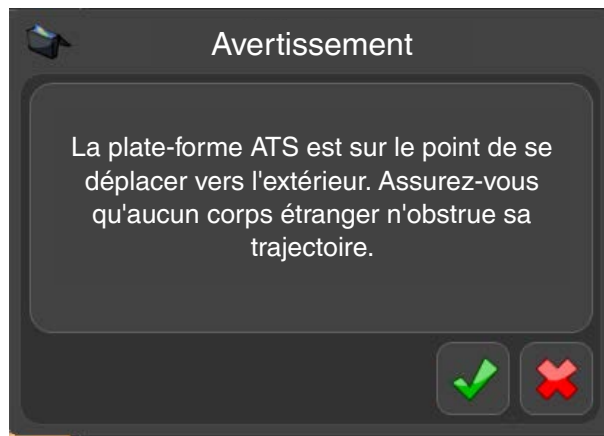 Avertissement
La plate-forme ATS est sur le point de se
déplacer vers l'extérieur. Assurez-vous
qu'aucun corps étranger n'obstrue sa
trajectoire.